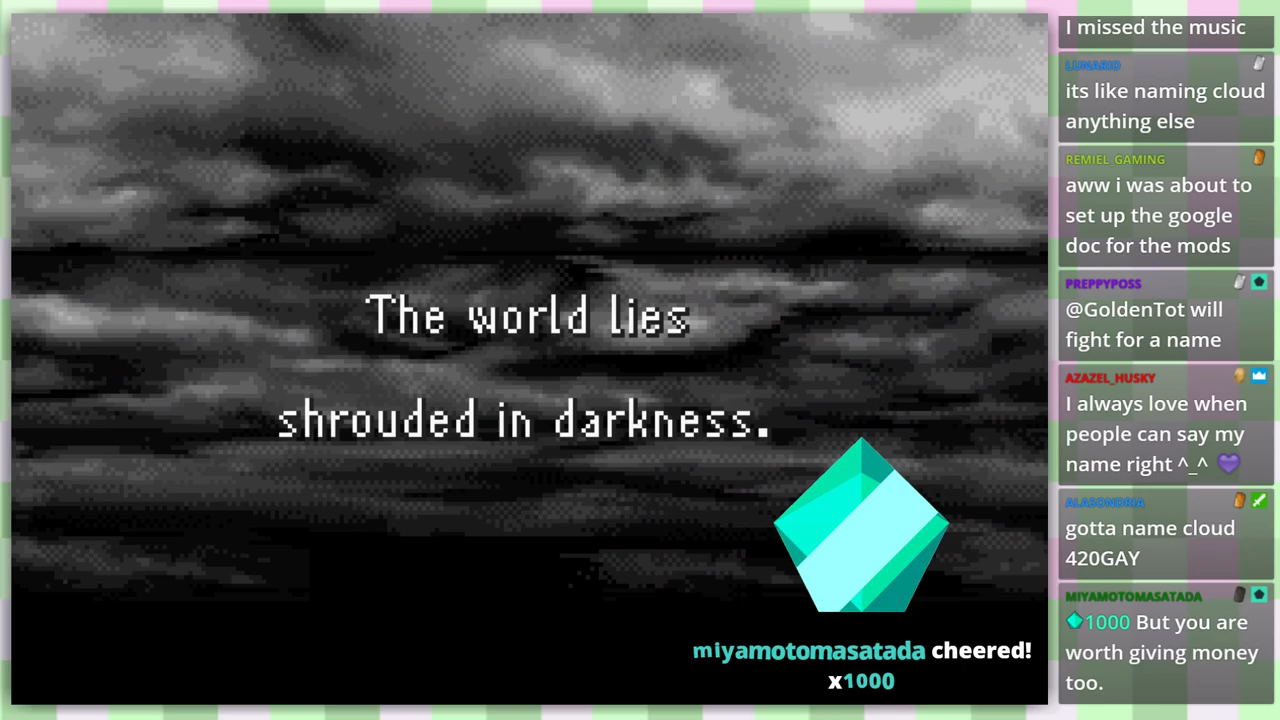 The world lies
shrouded in darkness.
miyamotomasatada cheered!
x1000
I missed the music
LUNARID
its like naming cloud
anything else
REMIEL_GAMING
aww i was about to
set up the google
doc for the mods
PREPPYPOSS
@GoldenTot will
fight for a name
AZAZEL_HUSKY
I always love when
people can say my
name right ^_^ 💜
ALASONDRIA
gotta name cloud
420GAY
MIYAMOTOMASATADA
1000 But you are
worth giving money
too.